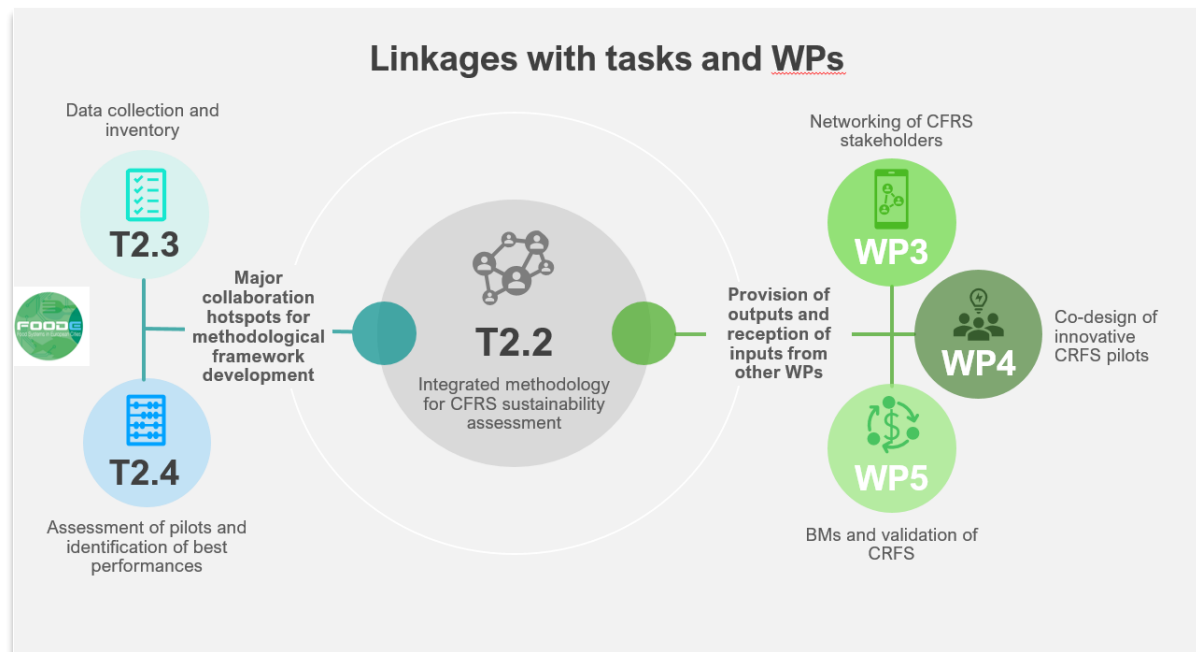 Linkages with tasks and WPs
Data collection and
inventory
T2.3
Major
collaboration
hotspots for
methodological
framework
development
FOODE
T2.4
Assessment of pilots and
identification of best
performances
T2.2
Integrated methodology
for CFRS sustainability
assessment
Provision of
outputs and
reception of
inputs from
other WPs
Networking of CFRS
stakeholders
WP3
WP4
Co-design of
innovative
CRFS pilots
WP5
BMs and validation of
CRFS